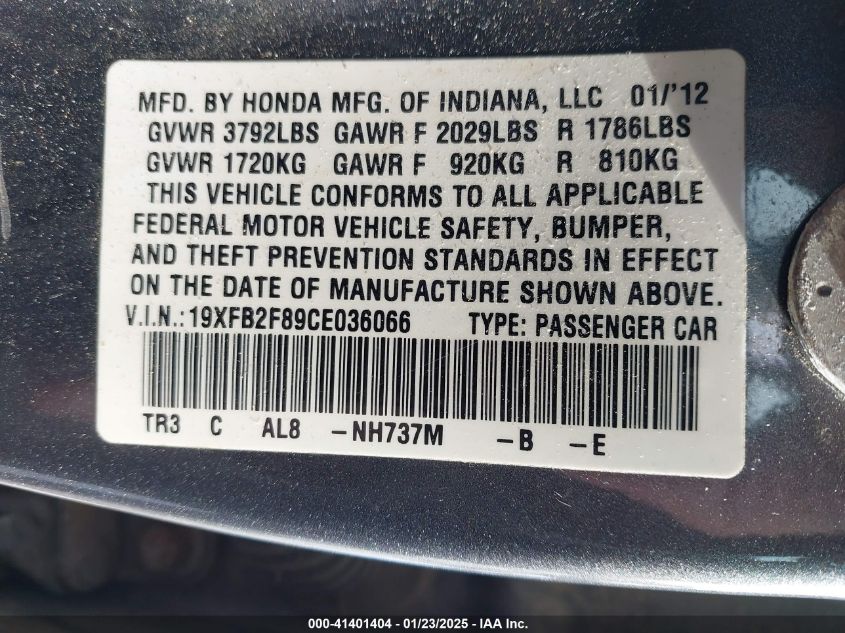 MFD. BY HONDA MFG. OF INDIANA, LLC 01/'12
GVWR 3792LBS GAWR F 2029LBS R 1786LBS
GVWR 1720KG GAWR F 920KG R 810KG
THIS VEHICLE CONFORMS TO ALL APPLICABLE
FEDERAL MOTOR VEHICLE SAFETY, BUMPER,
AND THEFT PREVENTION STANDARDS IN EFFECT
ON THE DATE OF MANUFACTURE SHOWN ABOVE.
V.I.N.:19XFB2F89CE036066 TYPE: PASSENGER CAR
TR3 C AL8 -NH737M -B -E
000-41401404 / 01/23/2025 - IAA Inc.